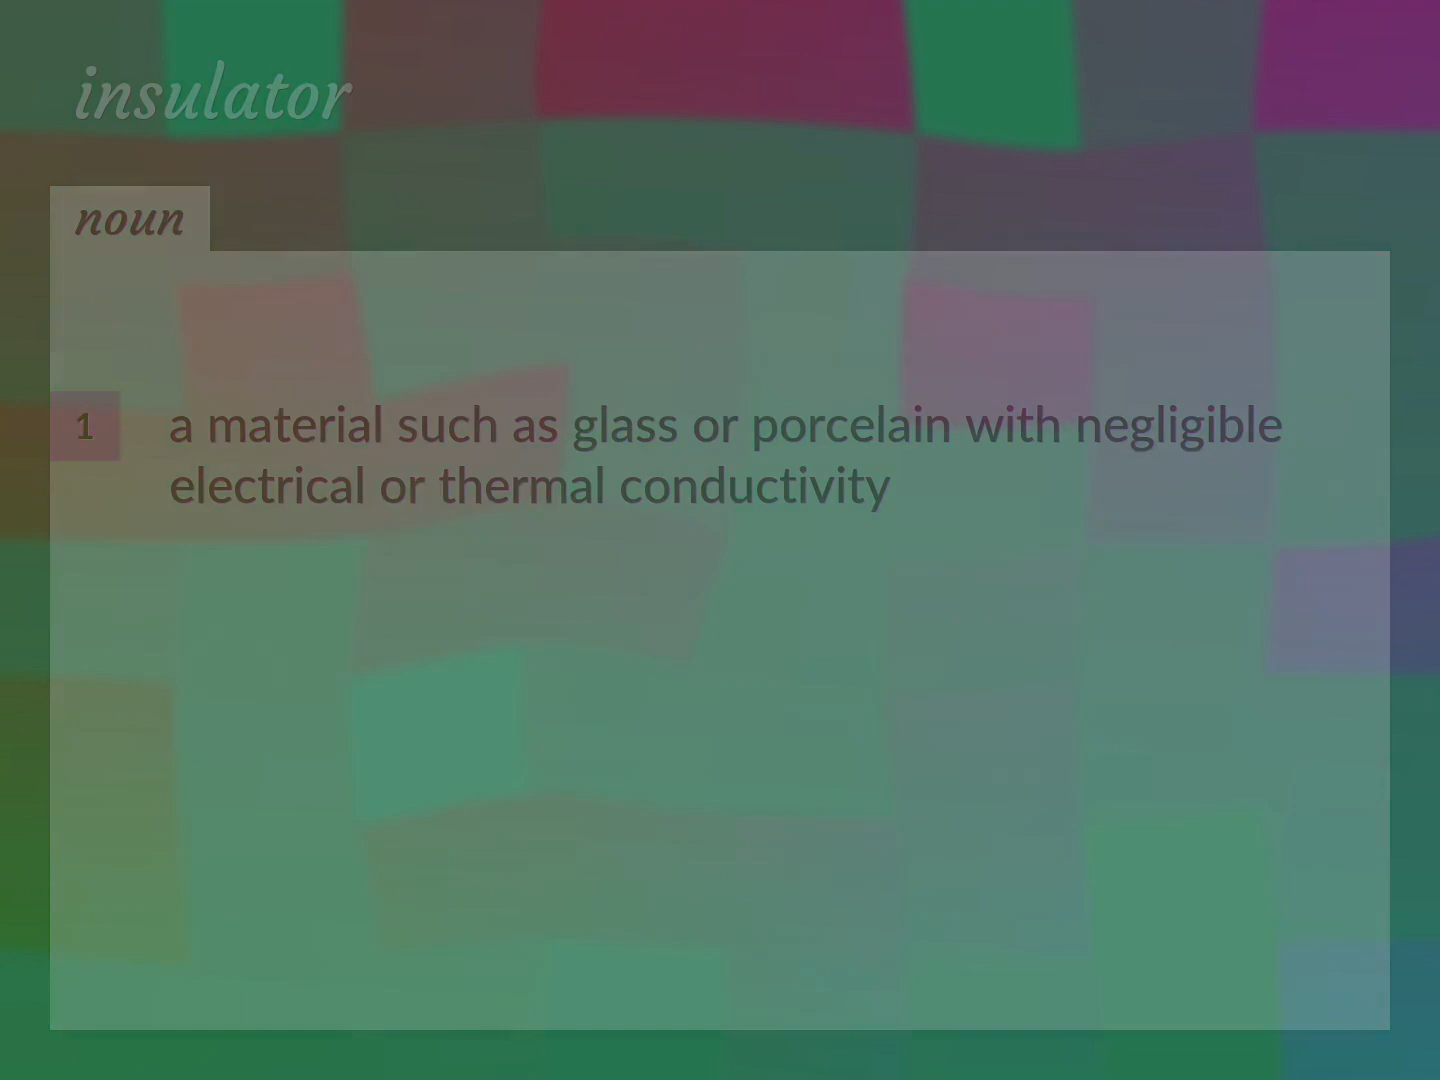 insulator
noun
1 a material such as glass or porcelain with negligible
electrical or thermal conductivity